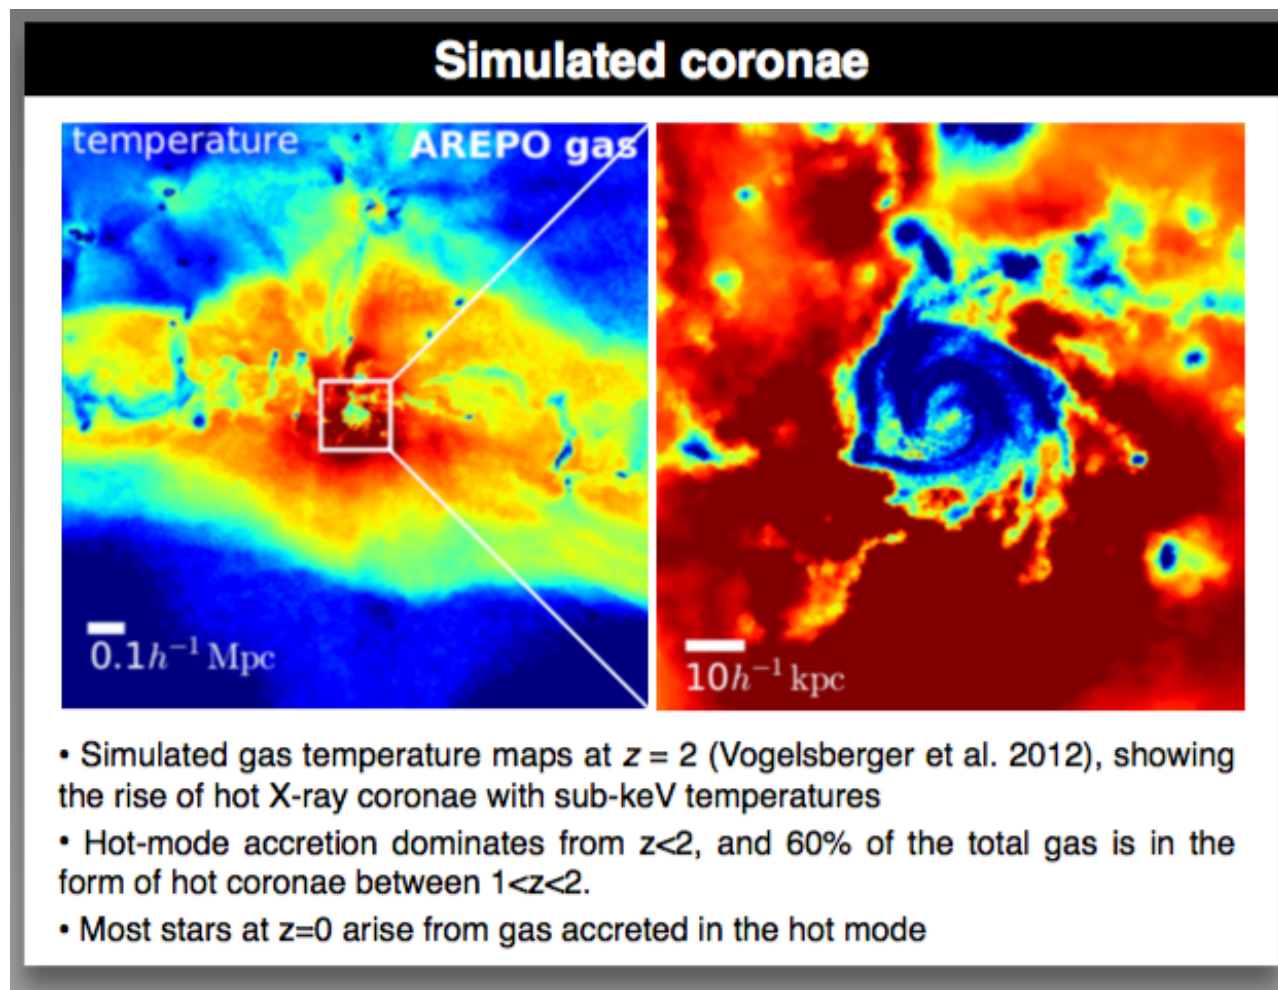 Simulated coronae
temperature
AREPO gas
0.1h⁻¹ Mpc
10h⁻¹ kpc
• Simulated gas temperature maps at z = 2 (Vogelsberger et al. 2012), showing
the rise of hot X-ray coronae with sub-keV temperatures
• Hot-mode accretion dominates from z<2, and 60% of the total gas is in the
form of hot coronae between 1<z<2.
• Most stars at z=0 arise from gas accreted in the hot mode